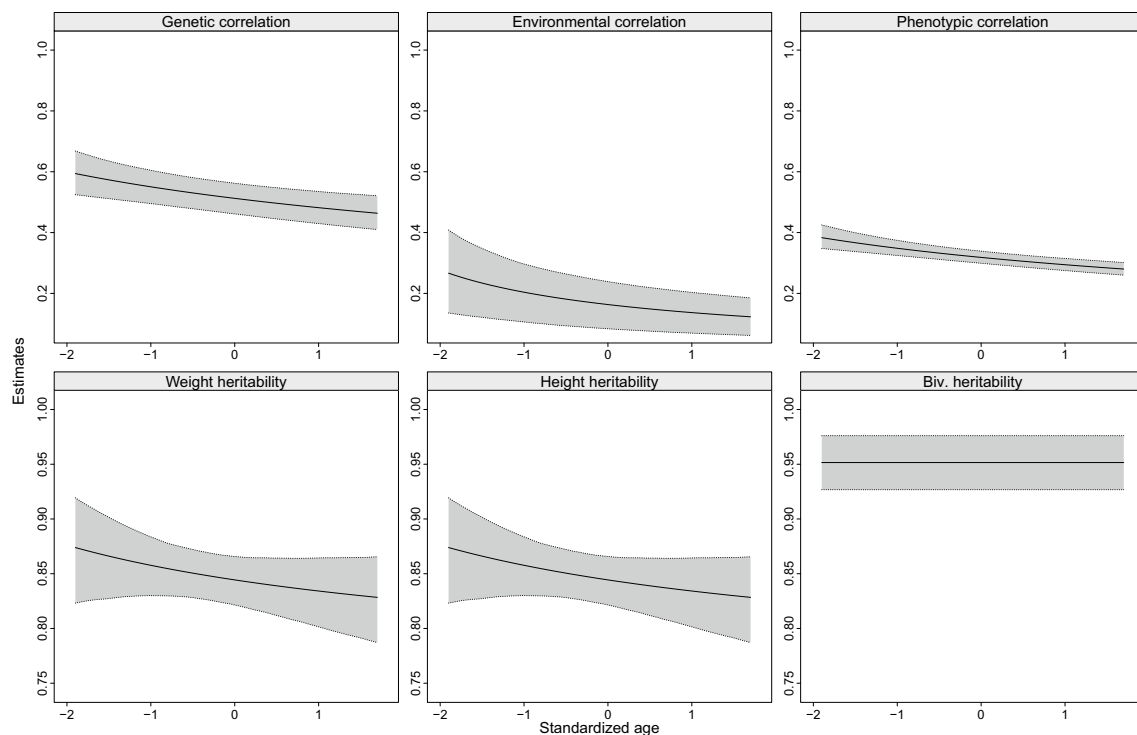 Genetic correlation
Environmental correlation
Phenotypic correlation
1.0
0.8
0.6
0.4
0.2
1.0
0.8
0.6
0.4
0.2
1.0
0.8
0.6
0.4
0.2
−2 −1 0 1
−2 −1 0 1
−2 −1 0 1
Estimates
Weight heritability
Height heritability
Biv. heritability
1.00
0.95
0.90
0.85
0.80
0.75
1.00
0.95
0.90
0.85
0.80
0.75
1.00
0.95
0.90
0.85
0.80
0.75
−2 −1 0 1
−2 −1 0 1
−2 −1 0 1
Standardized age